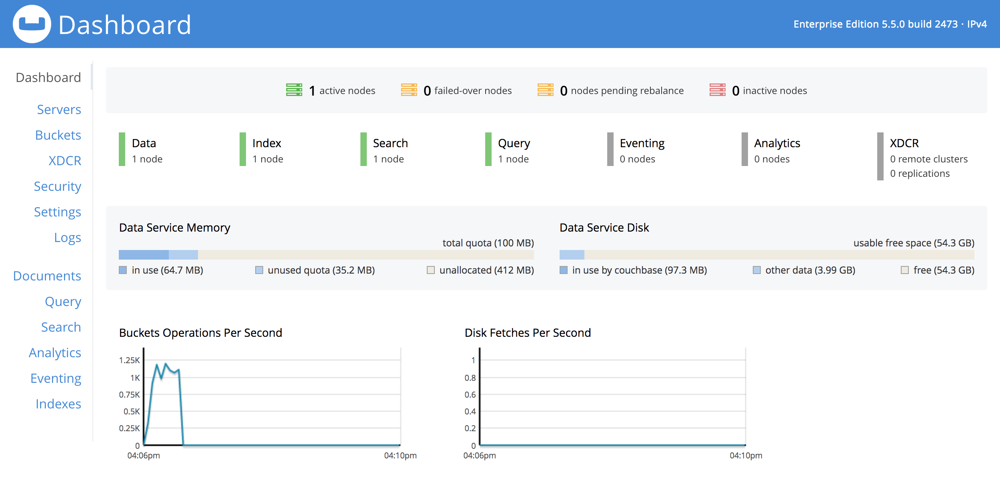 Dashboard
Enterprise Edition 5.5.0 build 2473 · IPv4
Dashboard
Servers
Buckets
XDCR
Security
Settings
Logs
Documents
Query
Search
Analytics
Eventing
Indexes
1 active nodes
0 failed-over nodes
0 nodes pending rebalance
0 inactive nodes
Data
1 node
Index
1 node
Search
1 node
Query
1 node
Eventing
0 nodes
Analytics
0 nodes
XDCR
0 remote clusters
0 replications
Data Service Memory
total quota (100 MB)
in use (64.7 MB)
unused quota (35.2 MB)
unallocated (412 MB)
Data Service Disk
usable free space (54.3 GB)
in use by couchbase (97.3 MB)
other data (3.99 GB)
free (54.3 GB)
Buckets Operations Per Second
1.25K
1K
0.75K
0.5K
0.25K
0
04:06pm
04:10pm
Disk Fetches Per Second
1
0.8
0.6
0.4
0.2
0
04:06pm
04:10pm